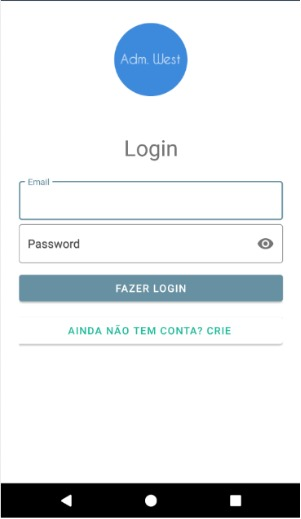 Adm. West
Login
Email
Password
FAZER LOGIN
AINDA NÃO TEM CONTA? CRIE